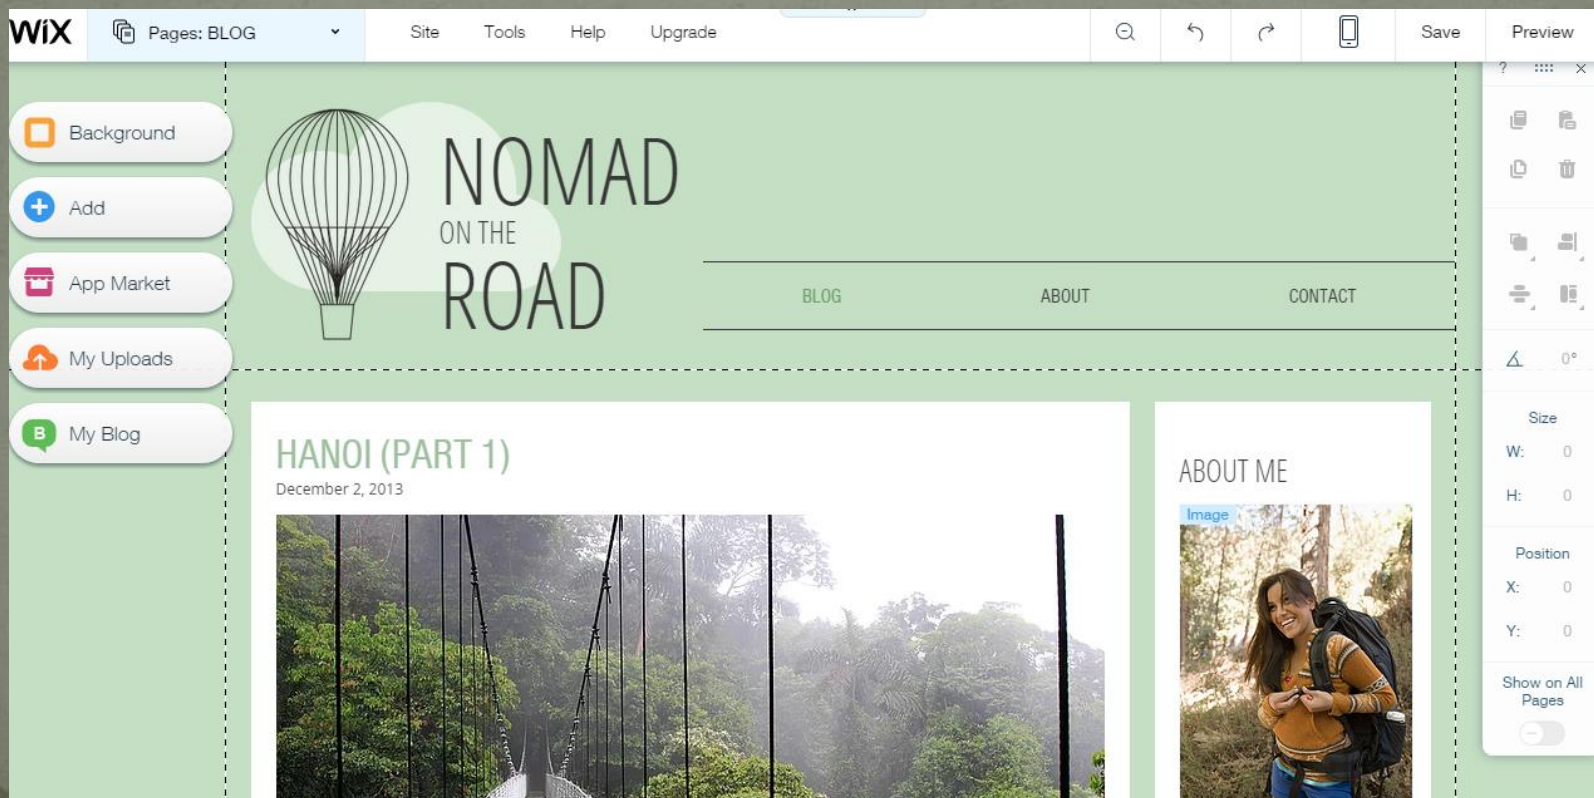 WiX
Pages: BLOG
Site
Tools
Help
Upgrade
Save
Preview
?
Background
Add
App Market
My Uploads
B
My Blog
NOMAD
ON THE
ROAD
BLOG
ABOUT
CONTACT
HANOI (PART 1)
December 2, 2013
ABOUT ME
Image
0°
Size
W: 0
H: 0
Position
X: 0
Y: 0
Show on All
Pages